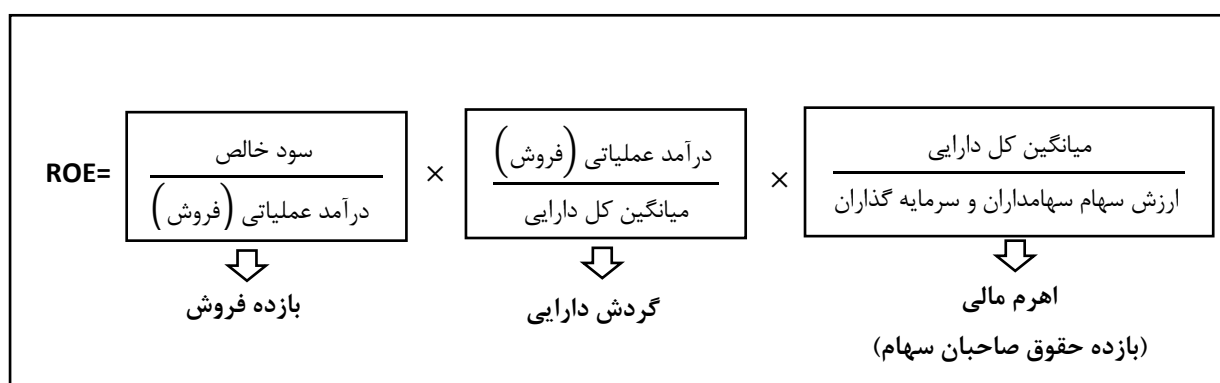 ROE=
سود خالص
درآمد عملیاتی (فروش)
×
درآمد عملیاتی (فروش)
میانگین کل دارایی
×
میانگین کل دارایی
ارزش سهام سهامداران و سرمایه گذاران
بازده فروش
گردش دارایی
اهرم مالی
(بازده حقوق صاحبان سهام)